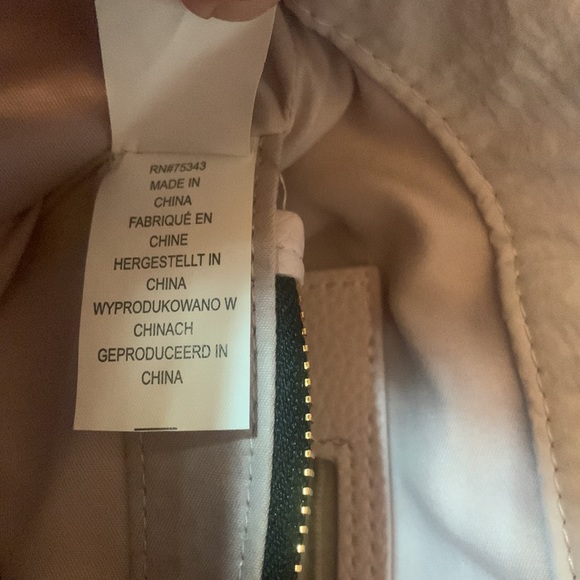 RN#75343
MADE IN
CHINA
FABRIQUÉ EN
CHINE
HERGESTELLT IN
CHINA
WYPRODUKOWANO W
CHINACH
GEPRODUCEERD IN
CHINA